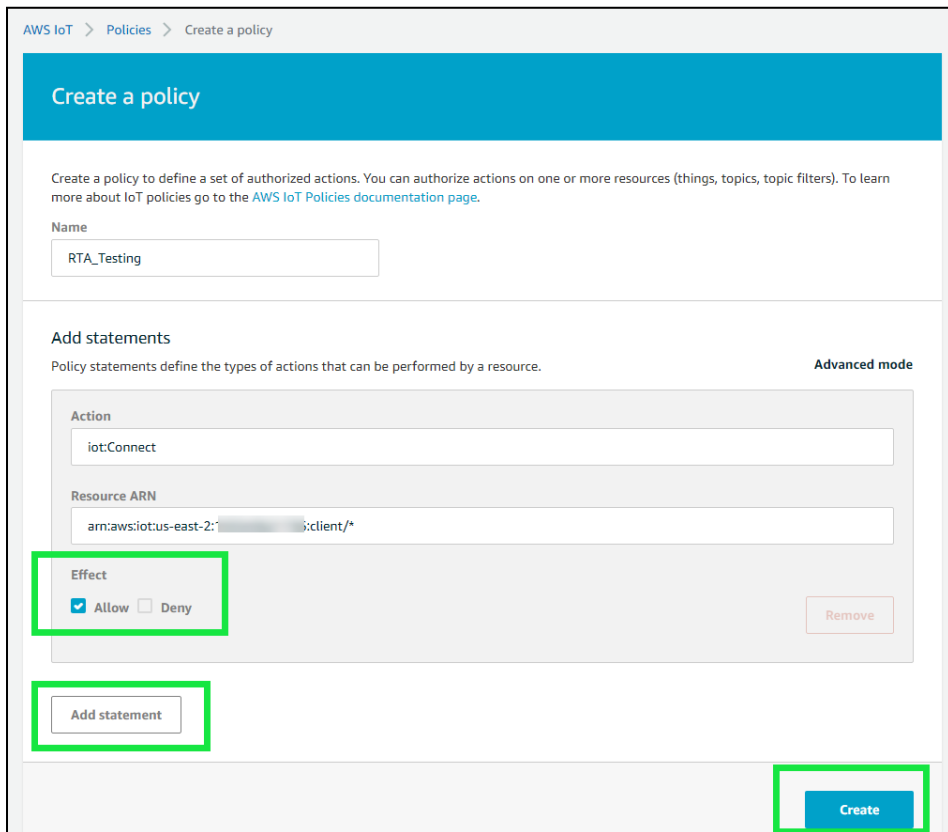 AWS IoT > Policies > Create a policy
Create a policy
Create a policy to define a set of authorized actions. You can authorize actions on one or more resources (things, topics, topic filters). To learn
more about IoT policies go to the AWS IoT Policies documentation page.
Name
RTA_Testing
Add statements
Policy statements define the types of actions that can be performed by a resource.
Advanced mode
Action
iot:Connect
Resource ARN
arn:aws:iot:us-east-2: :client/*
Effect
Allow Deny
Remove
Add statement
Create